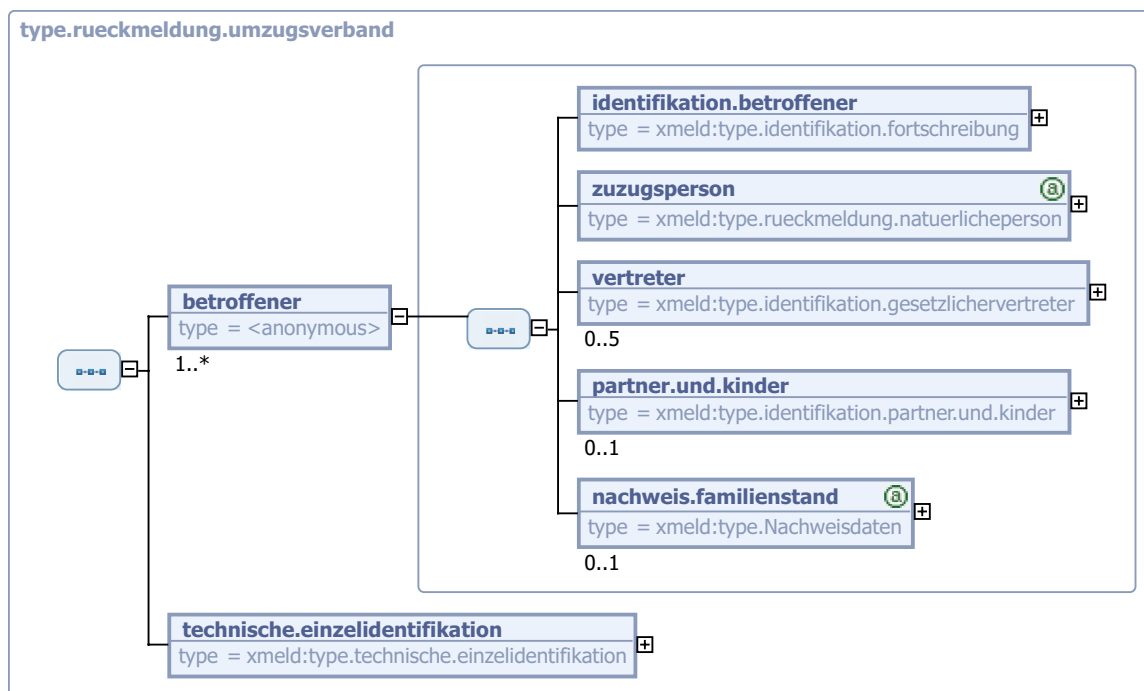 type.rueckmeldung.umzugsverband
identifikation.betroffener
type = xmeld:type.identifikation.fortschreibung
zuzugsperson
a
type = xmeld:type.rueckmeldung.natuerlicheperson
vertreter
type = xmeld:type.identifikation.gesetzlichervertreter
0..5
betroffener
type = <anonymous>
1..*
partner.und.kinder
type = xmeld:type.identifikation.partner.und.kinder
0..1
nachweis.familienstand
a
type = xmeld:type.Nachweisdaten
0..1
technische.einzelidentifikation
type = xmeld:type.technische.einzelidentifikation